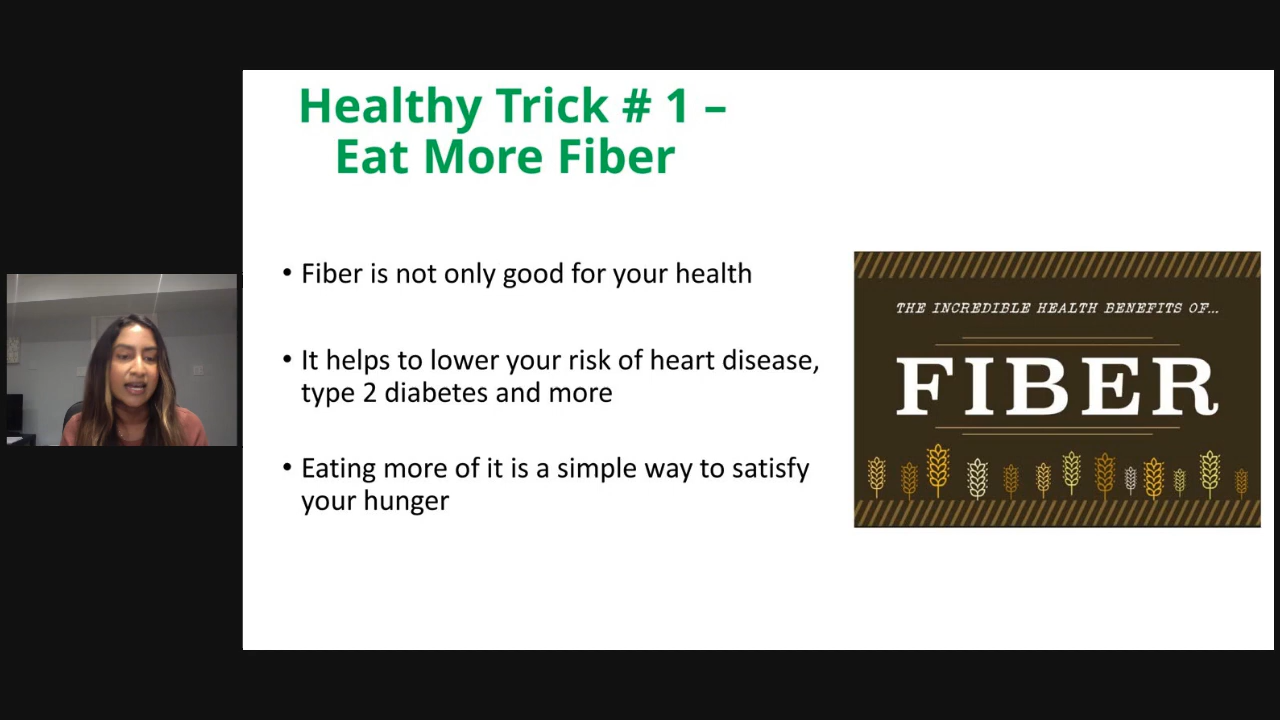 Healthy Trick # 1 –
Eat More Fiber
• Fiber is not only good for your health
• It helps to lower your risk of heart disease,
type 2 diabetes and more
• Eating more of it is a simple way to satisfy
your hunger
THE INCREDIBLE HEALTH BENEFITS OF...
FIBER